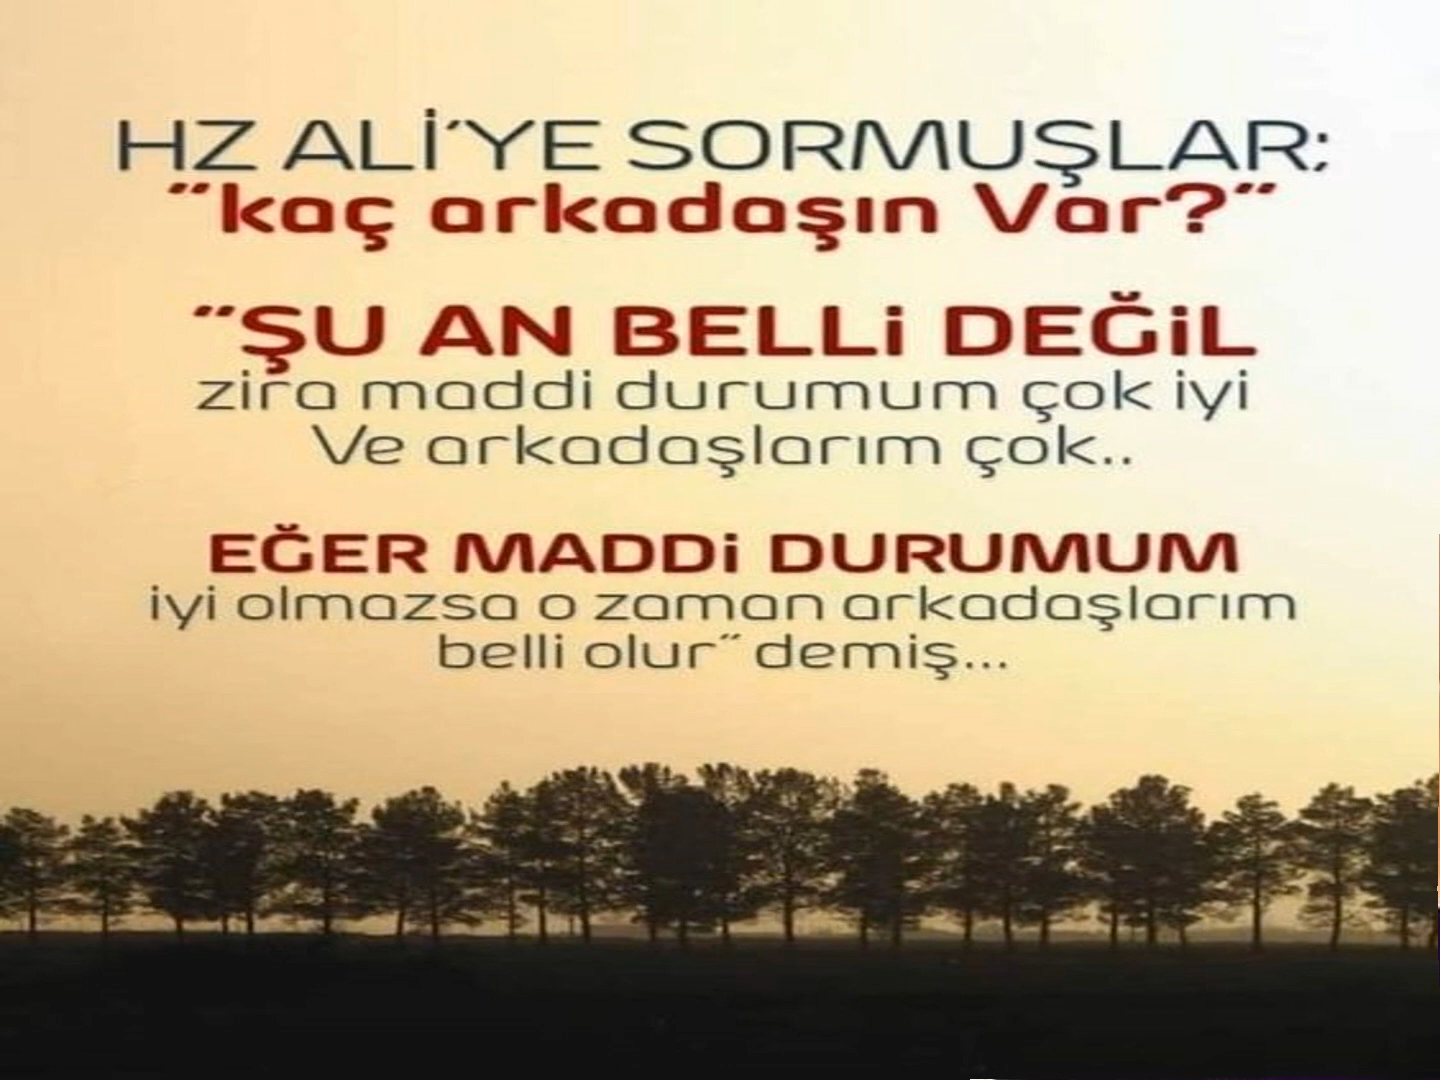 HZ ALİ'YE SORMUŞLAR;
"kaç arkadaşın Var?"
"ŞU AN BELLi DEĞiL
zira maddi durumum çok iyi
Ve arkadaşlarım çok..
EĞER MADDi DURUMUM
iyi olmazsa o zaman arkadaşlarım
belli olur" demiş...